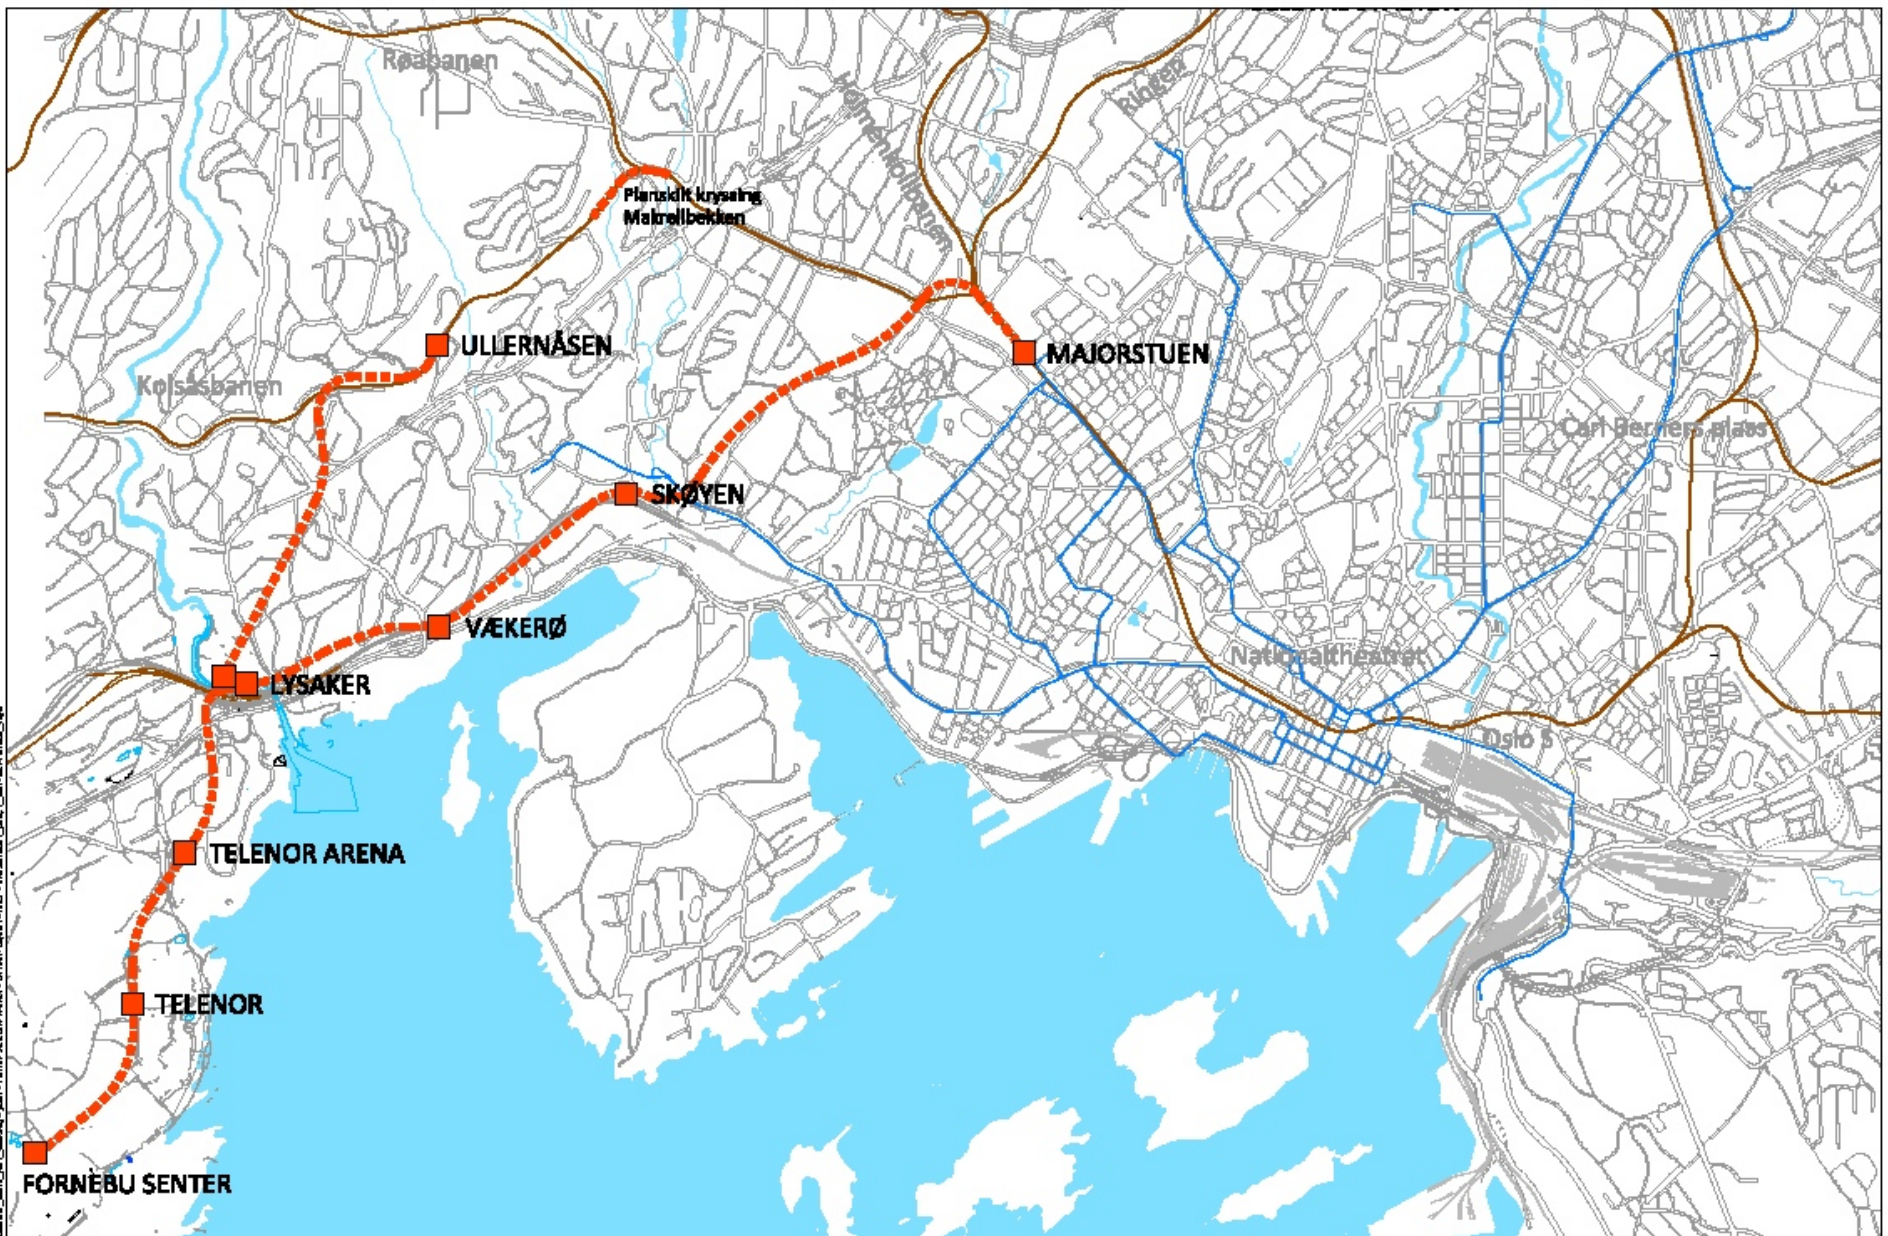 Røabanen
Holmenkollbanen
Ringen
Planskilt kryssing
Makrellbekken
ULLERNÅSEN
MAJORSTUEN
Kolsåsbanen
Carl Berners plass
SKØYEN
VÆKERØ
Nationaltheatret
LYSAKER
Oslo S
TELENOR ARENA
TELENOR
FORNEBU SENTER